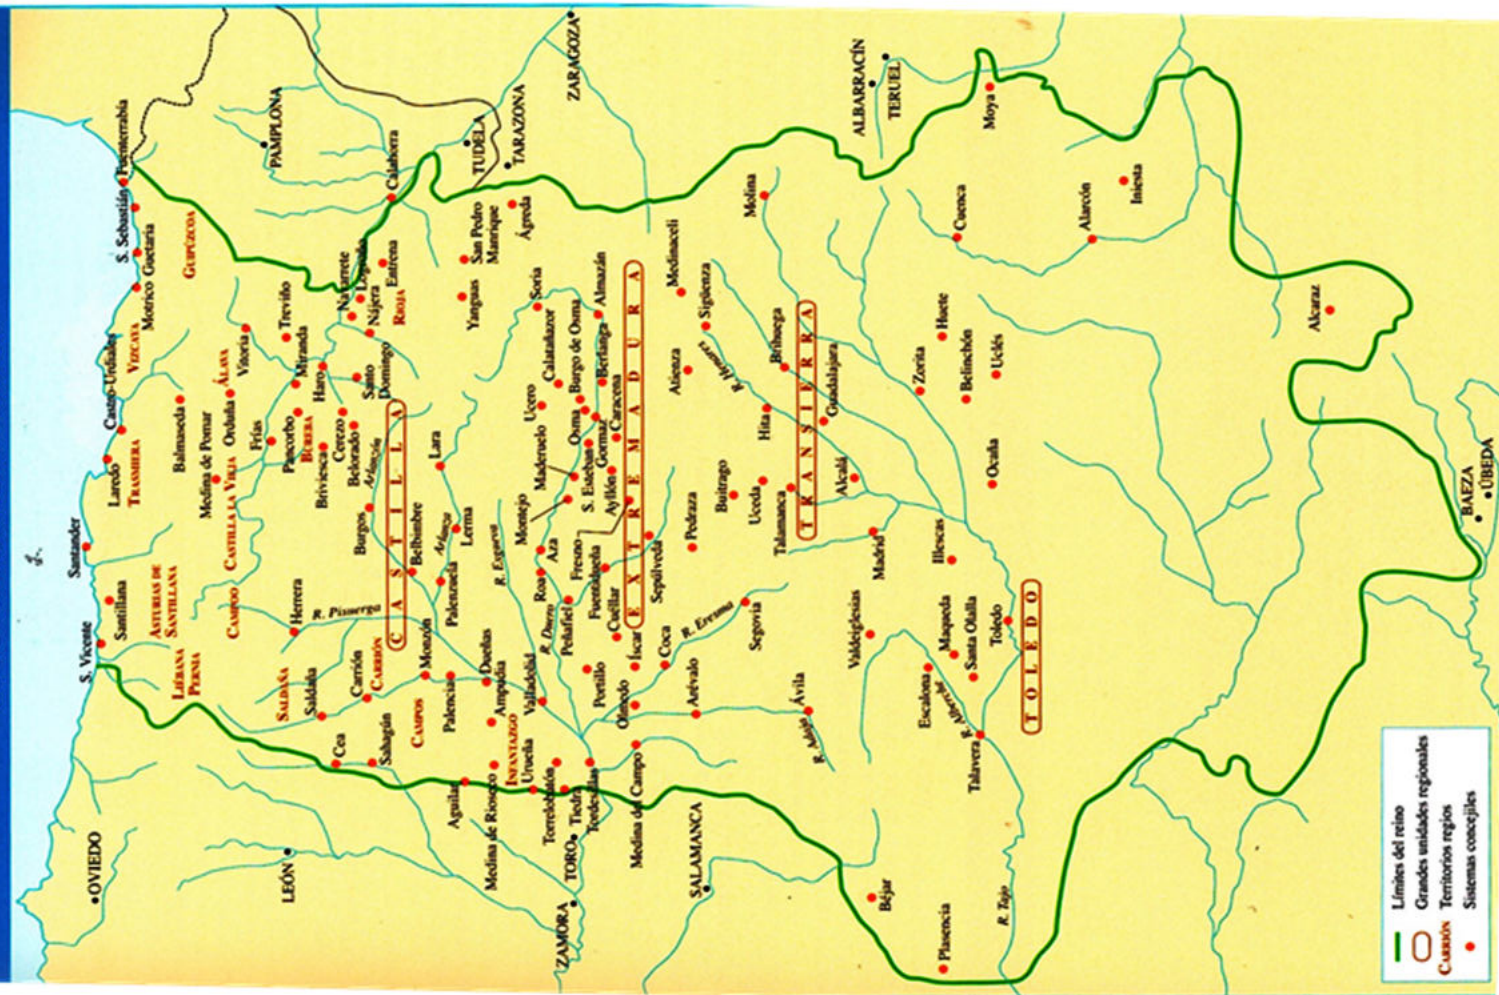 OVIEDO
S. Vicente
Santillana
Santander
Laredo
Castro Urdiales
Motrico
Guetaria
S. Sebastián
Fuenterrabía
LIÉBANA
PERNIA
ASTURIAS DE
SANTILLANA
TRASMIERA
Balmaseda
VIZCAYA
GUIPÚZCOA
CAMPOO
CASTILLA LA VIEJA
Medina de Pomar
Orduña
ÁLAVA
Vitoria
PAMPLONA
LEÓN
SALDAÑA
Saldaña
Herrera
R. Pisuerga
Frías
Pancorbo
BUREBA
Briviesca
Miranda
Treviño
Haro
Cerezo
Belorado
Santo
Domingo
Nájera
Navarrete
Logroño
Entrena
RIOJA
Calahorra
Cea
Sahagún
Carrión
CARRIÓN
CASTILLA
Burgos
Arlanzón
Belbimbre
CAMPOS
Monzón
Palencia
Palenzuela
Arlanza
Lerma
Lara
Yanguas
San Pedro
Manrique
Ágreda
TUDELA
TARAZONA
ZARAGOZA
Aguilar
Medina de Rioseco
INFANTAZGO
Urueña
Ampudia
Dueñas
R. Esgueva
Valladolid
Torrelobatón
Tiedra
Tordesillas
TORO
ZAMORA
R. Duero
Peñafiel
Roa
Aza
Montejo
Maderuelo
Ucero
Calatañazor
Soria
Osma
Burgo de Osma
S. Esteban
Gormaz
Berlanga
Almazán
Caracena
Ayllón
Fresno
Fuentidueña
Cuéllar
Portillo
Íscar
Olmedo
Medina del Campo
EXTREMADURA
Sepúlveda
Coca
R. Eresma
Pedraza
Atienza
Sigüenza
Medinaceli
Molina
SALAMANCA
Arévalo
Segovia
Buitrago
Uceda
Hita
R. Henares
Brihuega
Ávila
R. Adaja
Talamanca
TRANSIERRA
Guadalajara
Alcalá
Madrid
Valdeiglesias
Béjar
ALBARRACÍN
TERUEL
Plasencia
Escalona
R. Alberche
Maqueda
Santa Olalla
Illescas
Zorita
Huete
Belinchón
Uclés
Cuenca
Moya
Talavera
Toledo
Ocaña
TOLEDO
R. Tajo
Alarcón
Iniesta
Alcaraz
BAEZA
ÚBEDA
Límites del reino
Grandes unidades regionales
CARRIÓN Territorios regios
Sistemas concejiles